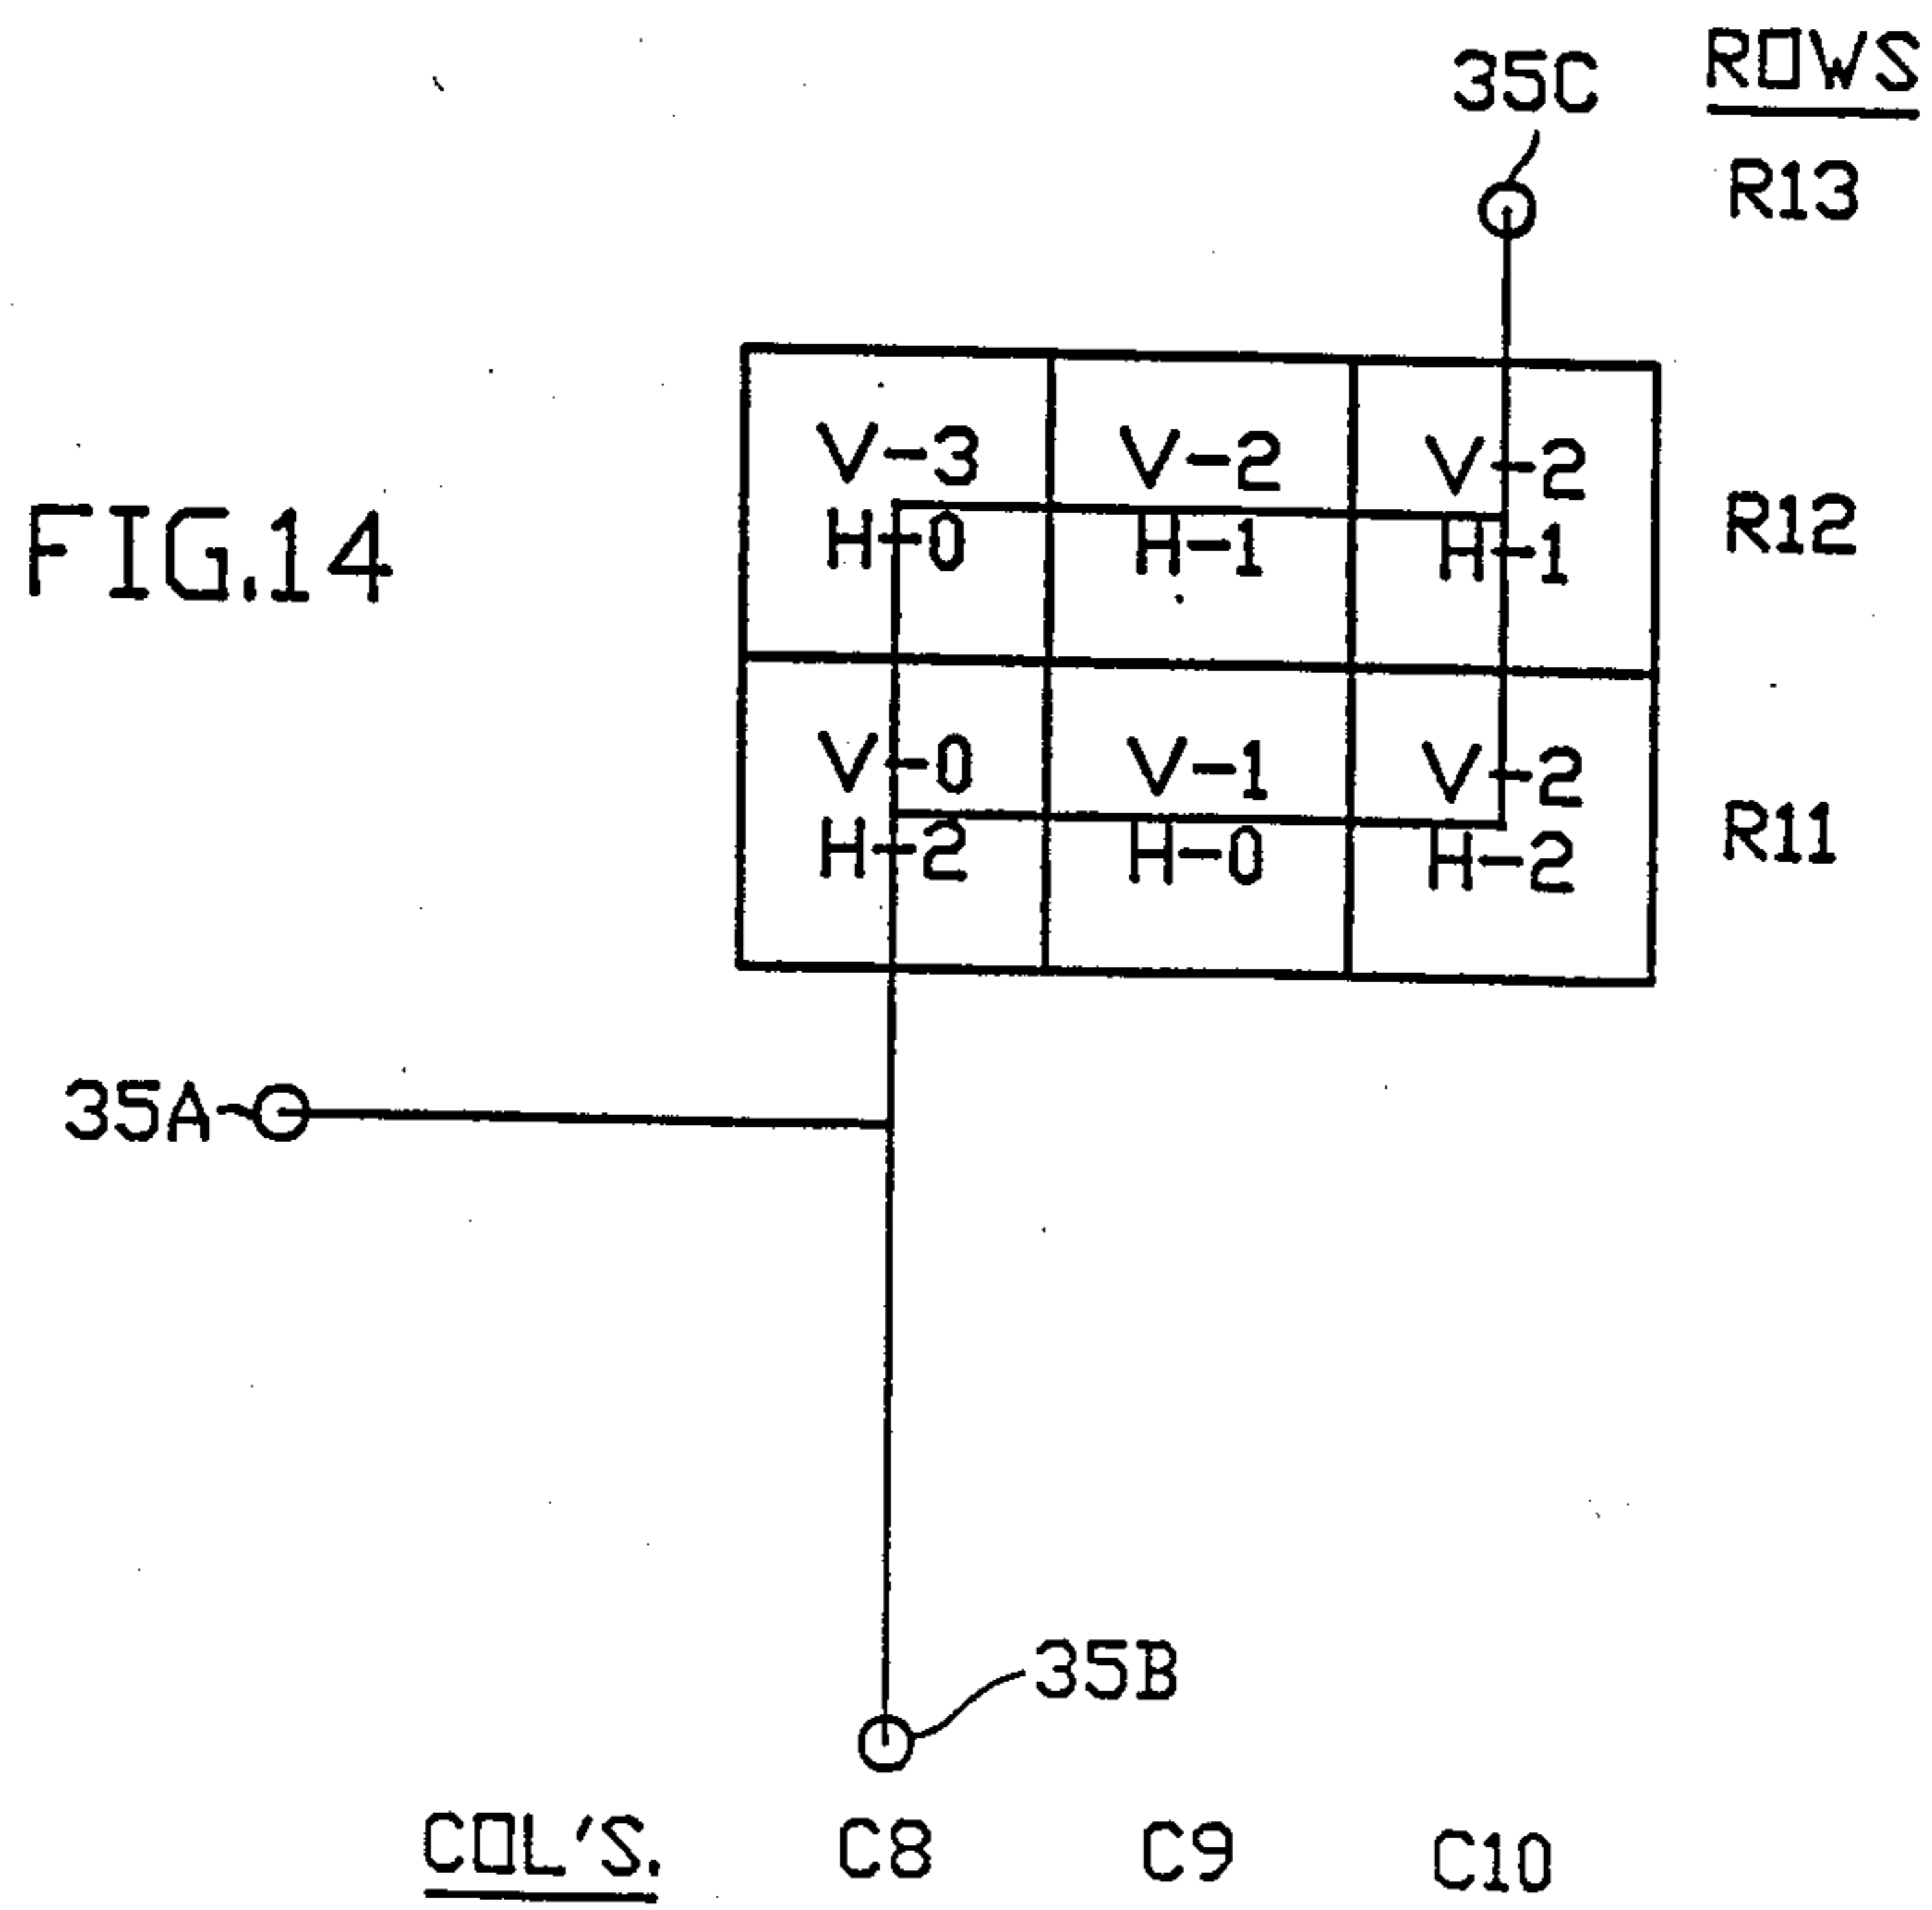 35C
ROWS
R13
V-3 V-2 V-2
H-0 H-1 H-1
R12
FIG.14
V-0 V-1 V-2
H-2 H-0 H-2
R11
35A
35B
COL'S. C8 C9 C10